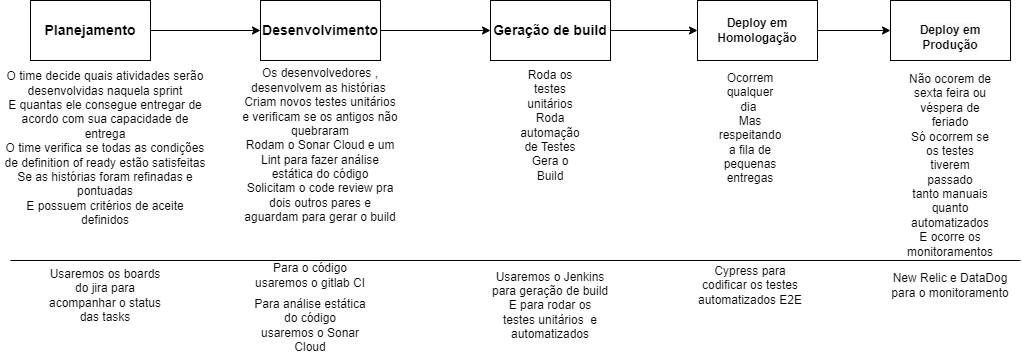 Planejamento
Desenvolvimento
Geração de build
Deploy em
Homologação
Deploy em
Produção
O time decide quais atividades serão
desenvolvidas naquela sprint
E quantas ele consegue entregar de
acordo com sua capacidade de
entrega
O time verifica se todas as condições
de definition of ready estão satisfeitas
Se as histórias foram refinadas e
pontuadas
E possuem critérios de aceite
definidos
Os desenvolvedores ,
desenvolvem as histórias
Criam novos testes unitários
e verificam se os antigos não
quebraram
Rodam o Sonar Cloud e um
Lint para fazer análise
estática do código
Solicitam o code review pra
dois outros pares e
aguardam para gerar o build
Roda os
testes
unitários
Roda
automação
de Testes
Gera o
Build
Ocorrem
qualquer
dia
Mas
respeitando
a fila de
pequenas
entregas
Não ocorem de
sexta feira ou
véspera de
feriado
Só ocorrem se
os testes
tiverem
passado
tanto manuais
quanto
automatizados
E ocorre os
monitoramentos
Usaremos os boards
do jira para
acompanhar o status
das tasks
Para o código
usaremos o gitlab CI
Para análise estática
do código
usaremos o Sonar
Cloud
Usaremos o Jenkins
para geração de build
E para rodar os
testes unitários e
automatizados
Cypress para
codificar os testes
automatizados E2E
New Relic e DataDog
para o monitoramento